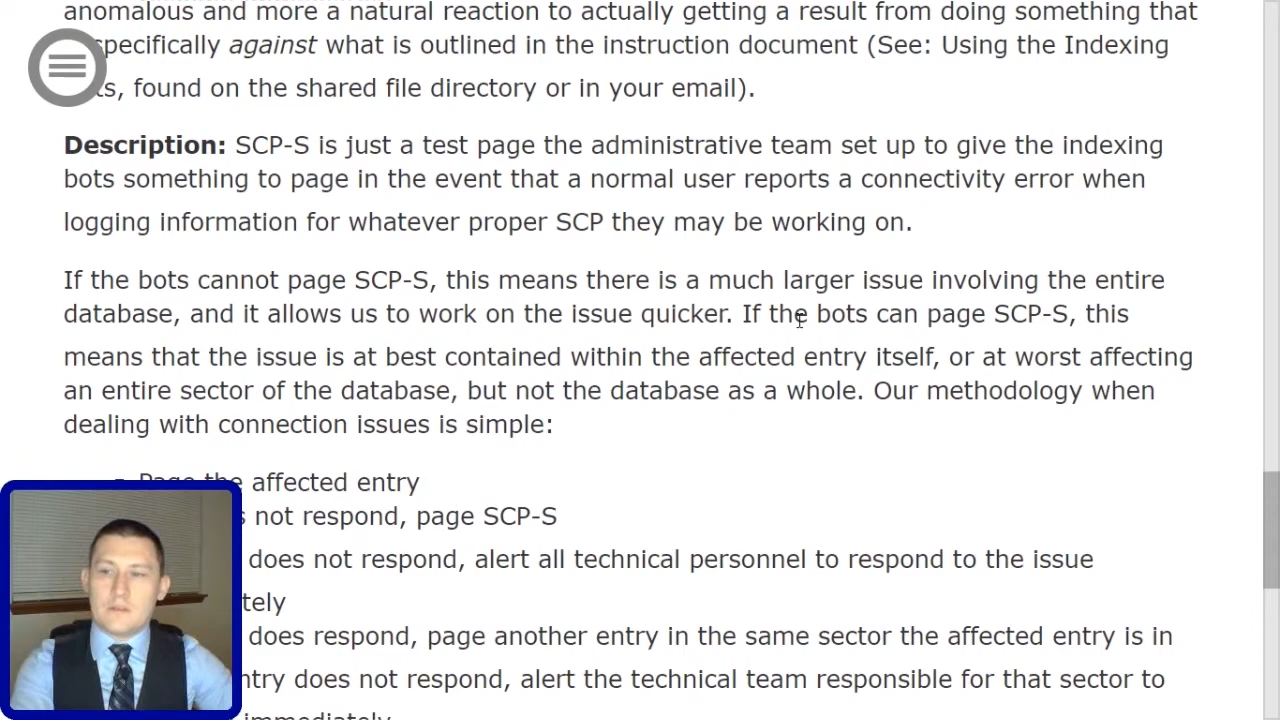 anomalous and more a natural reaction to actually getting a result from doing something that
specifically against what is outlined in the instruction document (See: Using the Indexing
ts, found on the shared file directory or in your email).
Description: SCP-S is just a test page the administrative team set up to give the indexing
bots something to page in the event that a normal user reports a connectivity error when
logging information for whatever proper SCP they may be working on.
If the bots cannot page SCP-S, this means there is a much larger issue involving the entire
database, and it allows us to work on the issue quicker. If the bots can page SCP-S, this
means that the issue is at best contained within the affected entry itself, or at worst affecting
an entire sector of the database, but not the database as a whole. Our methodology when
dealing with connection issues is simple:
Page the affected entry
s not respond, page SCP-S
does not respond, alert all technical personnel to respond to the issue
tely
does respond, page another entry in the same sector the affected entry is in
ntry does not respond, alert the technical team responsible for that sector to
immediately